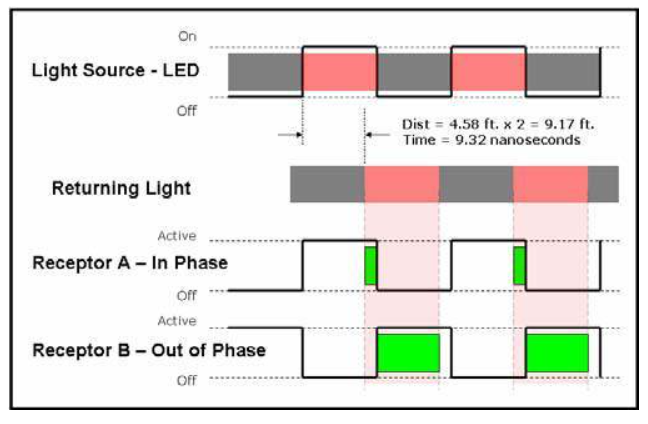 On
Light Source - LED
Off
Dist = 4.58 ft. x 2 = 9.17 ft.
Time = 9.32 nanoseconds
Returning Light
Active
Receptor A – In Phase
Off
Active
Receptor B – Out of Phase
Off